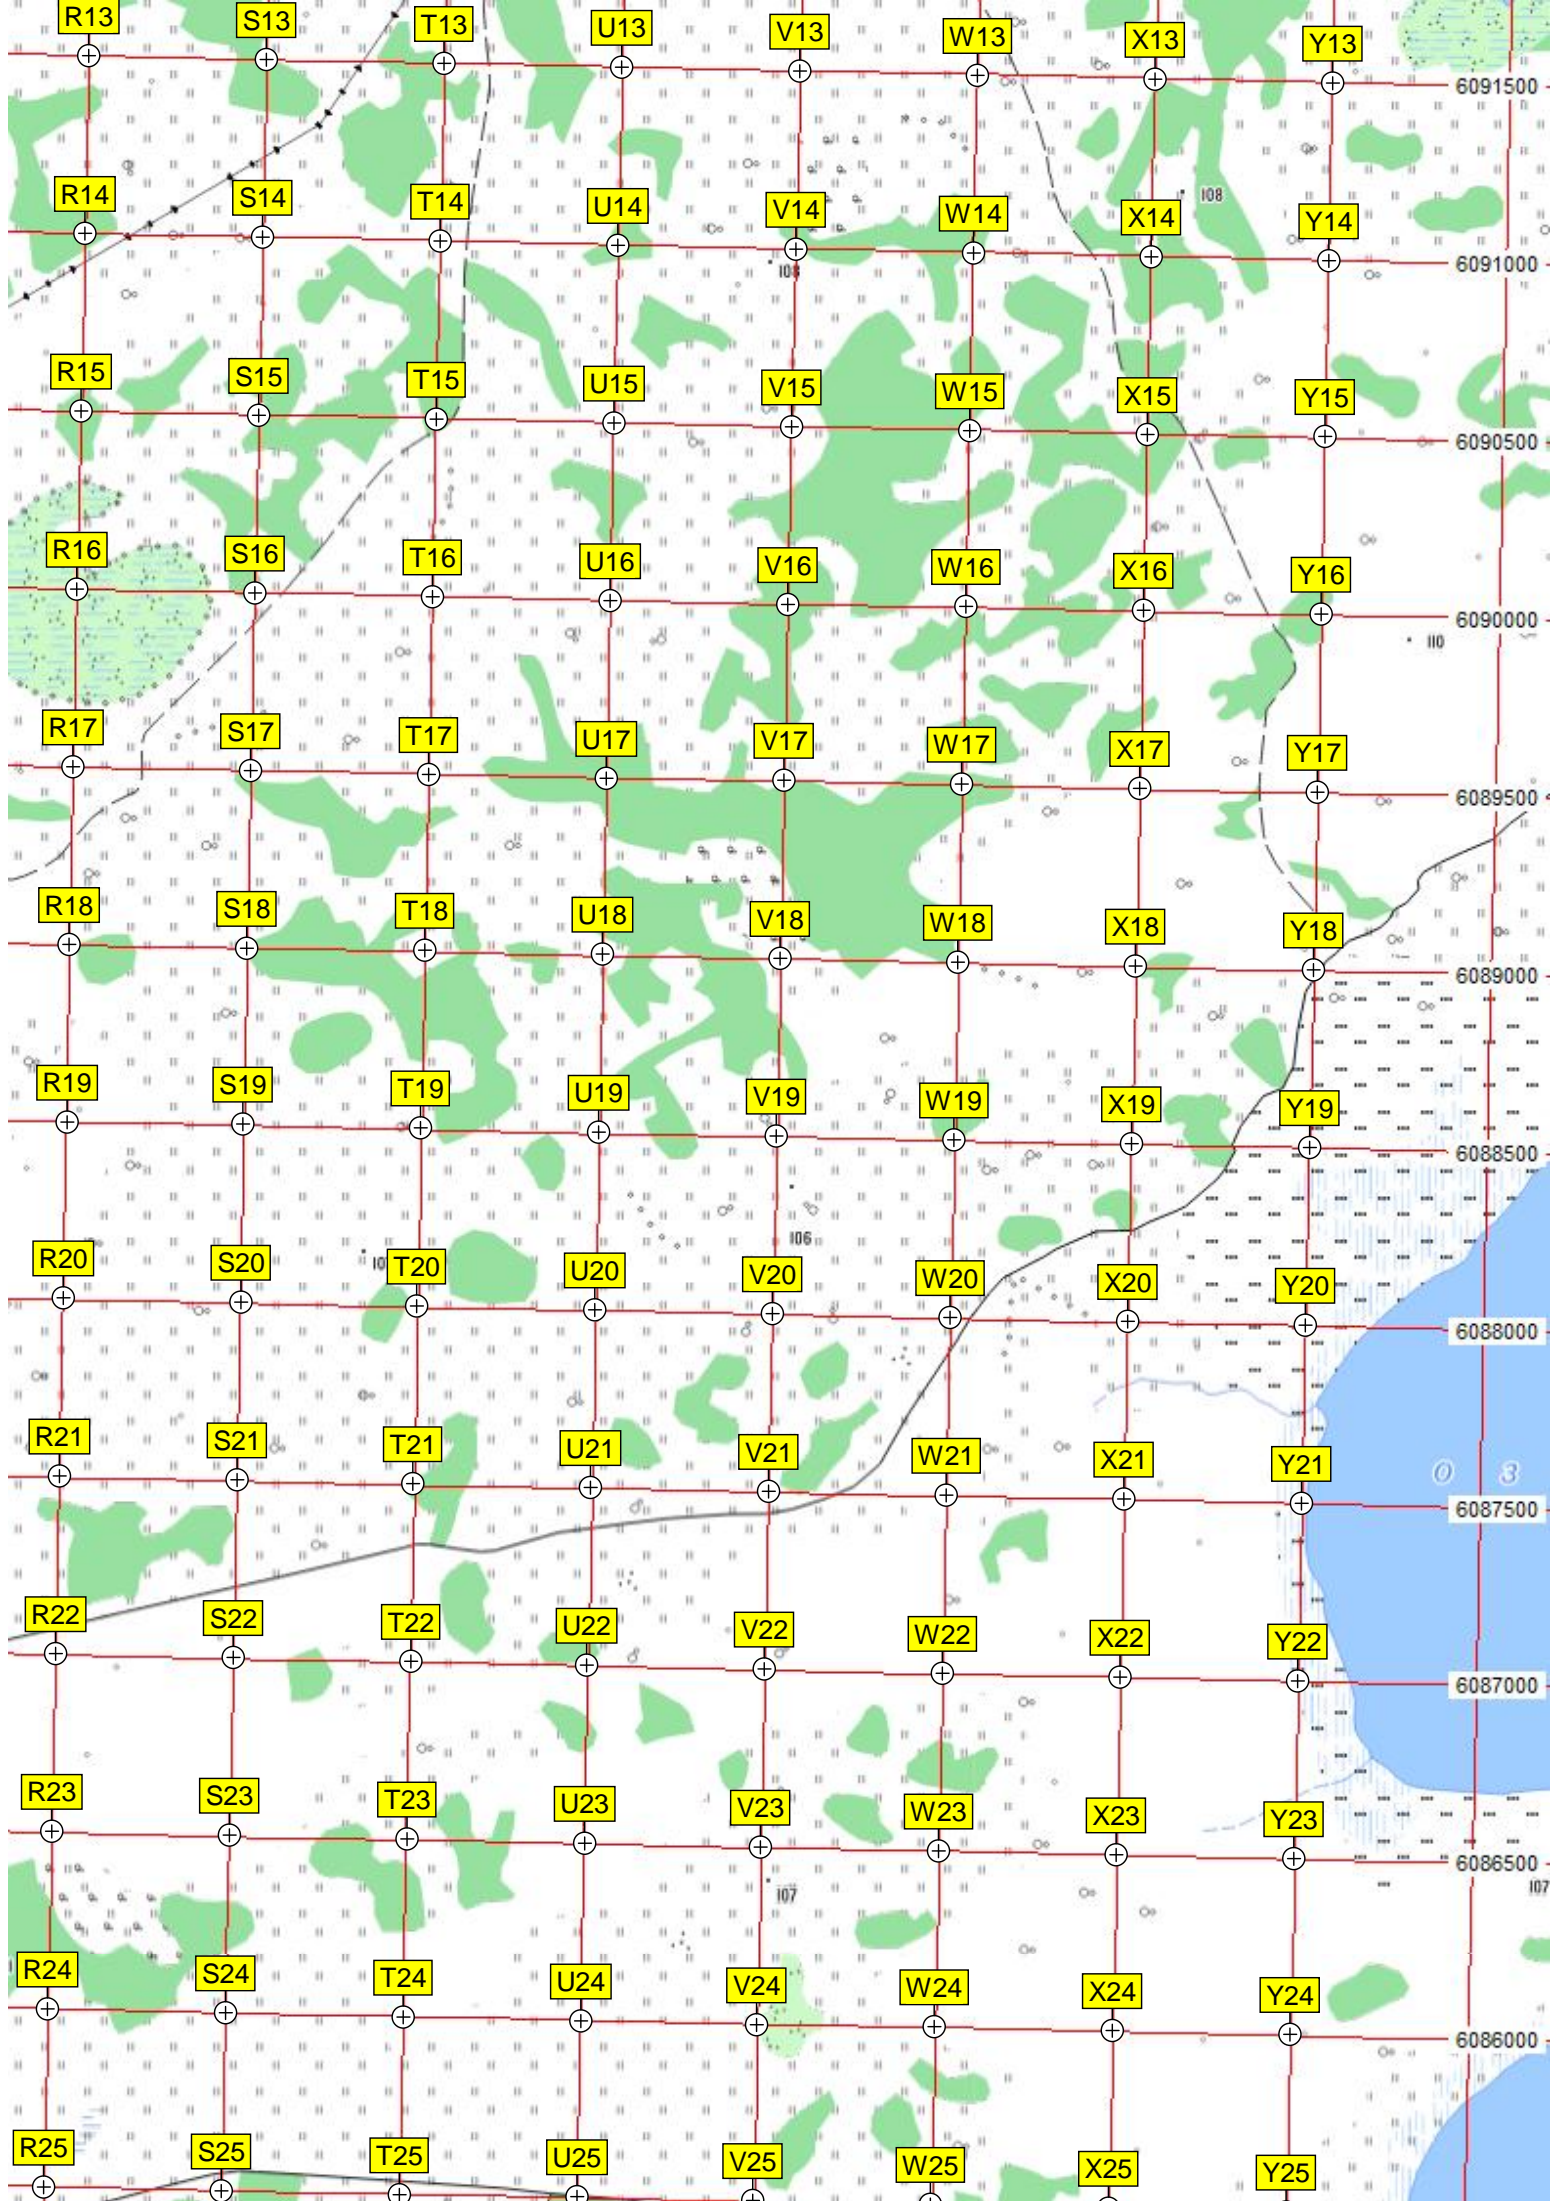 R13 S13 T13 U13 V13 W13 X13 Y13
6091500
108
R14 S14 T14 U14 V14 W14 X14 Y14
6091000
108
R15 S15 T15 U15 V15 W15 X15 Y15
6090500
R16 S16 T16 U16 V16 W16 X16 Y16
6090000
110
R17 S17 T17 U17 V17 W17 X17 Y17
6089500
R18 S18 T18 U18 V18 W18 X18 Y18
6089000
R19 S19 T19 U19 V19 W19 X19 Y19
6088500
106
R20 S20 T20 U20 V20 W20 X20 Y20
6088000
R21 S21 T21 U21 V21 W21 X21 Y21
О З
6087500
R22 S22 T22 U22 V22 W22 X22 Y22
6087000
R23 S23 T23 U23 V23 W23 X23 Y23
6086500
107
107
R24 S24 T24 U24 V24 W24 X24 Y24
6086000
R25 S25 T25 U25 V25 W25 X25 Y25